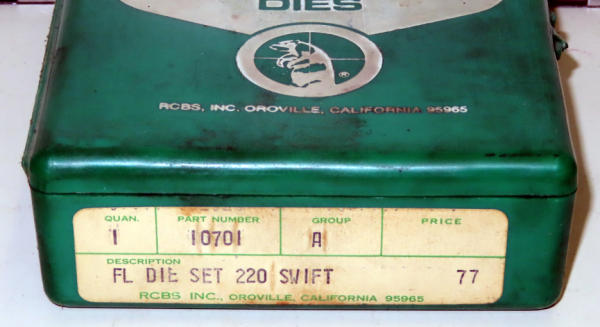 DIES
®
RCBS, INC. OROVILLE, CALIFORNIA 95965
QUAN. PART NUMBER GROUP PRICE
1 10701 A
DESCRIPTION
FL DIE SET 220 SWIFT 77
RCBS INC., OROVILLE, CALIFORNIA 95965